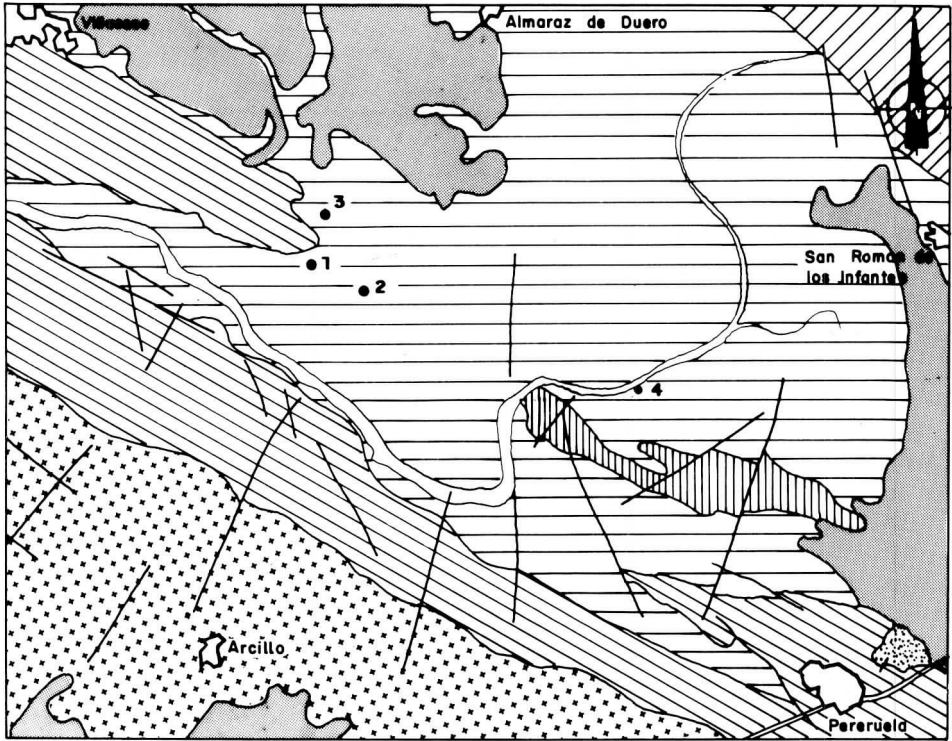 Almaraz de Duero
3
1
2
San Roman de
los Infantes
4
Arcillo
Pereruela